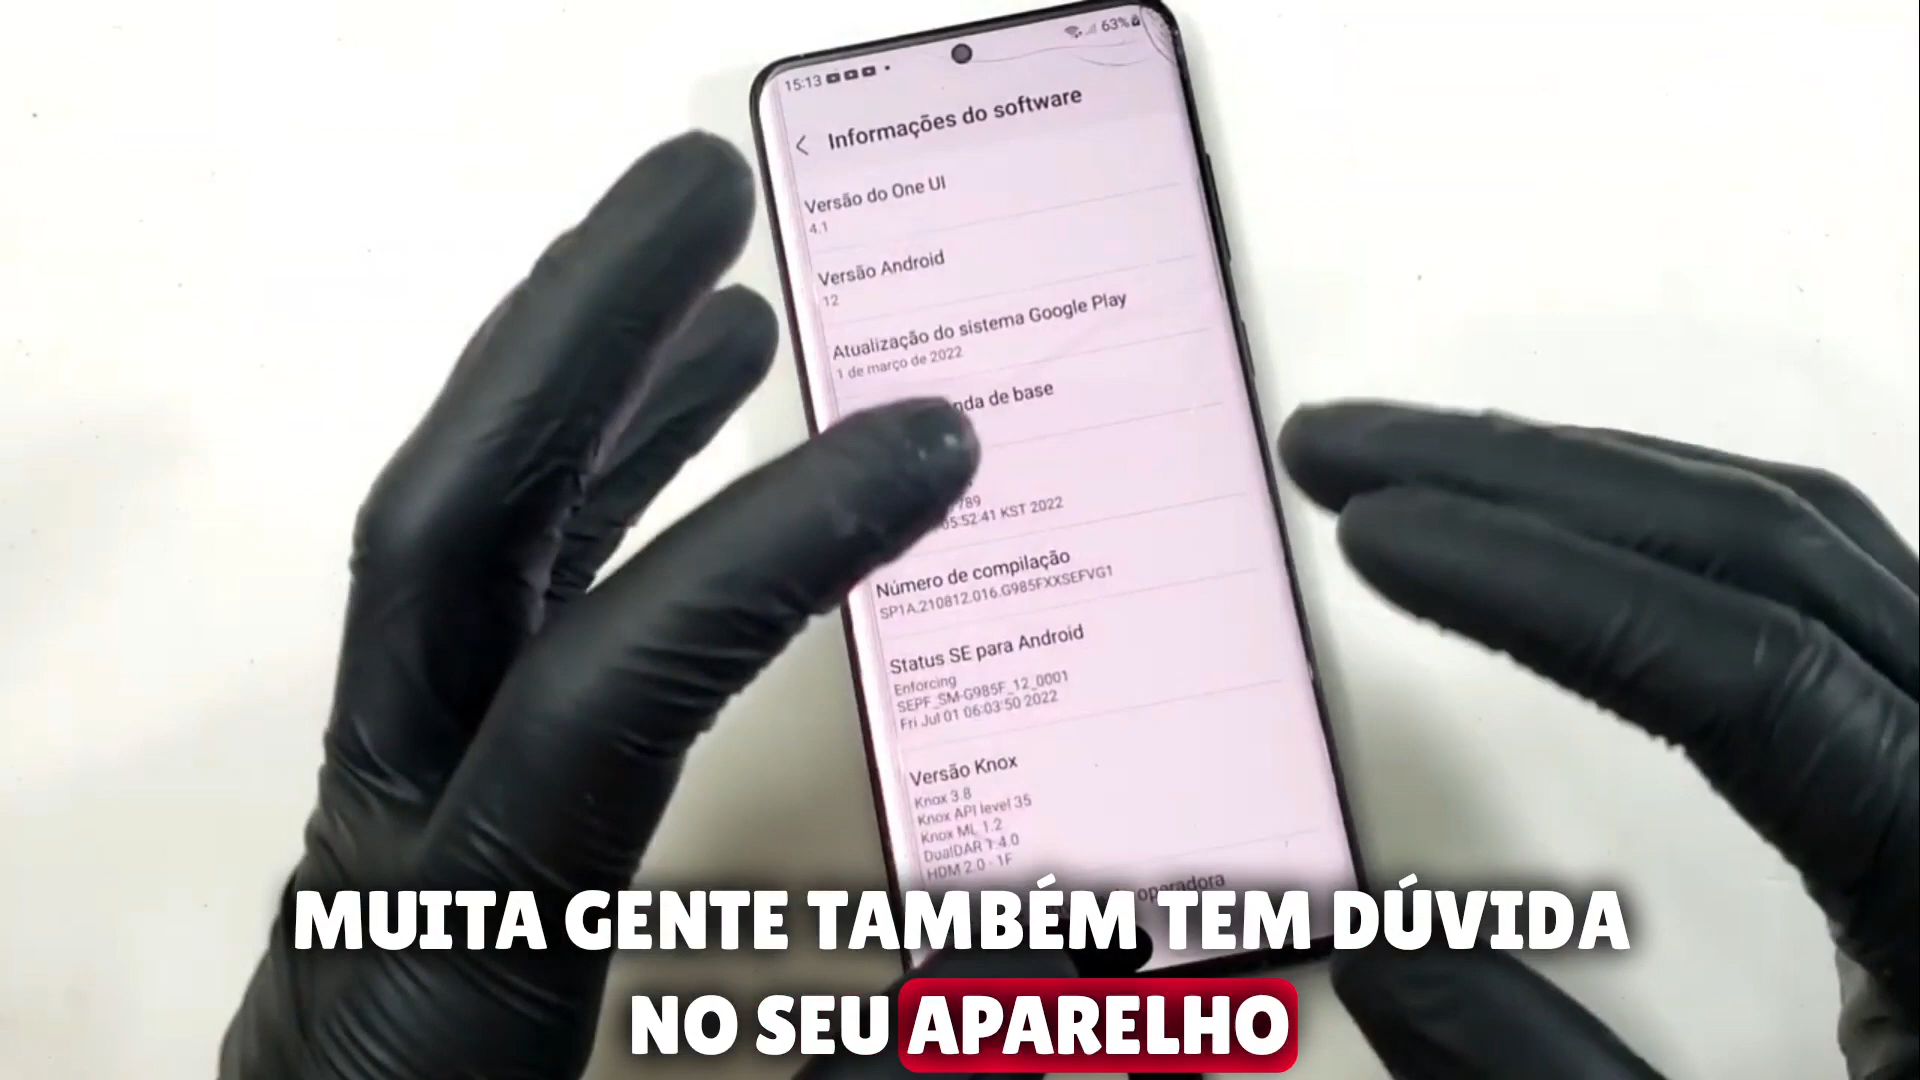 15:13
63%
Informações do software
Versão do One UI
4.1
Versão Android
12
Atualização do sistema Google Play
1 de março de 2022
de base
789
05:52:41 KST 2022
Número de compilação
SP1A.210812.016.G985FXXSEFVG1
Status SE para Android
Enforcing
SEPF_SM-G985F_12_0001
Fri Jul 01 06:03:50 2022
Versão Knox
Knox 3.8
Knox API level 35
Knox ML 1.2
DualDAR 1.4.0
HDM 2.0 - 1F
operadora
MUITA GENTE TAMBÉM TEM DÚVIDA
NO SEU APARELHO